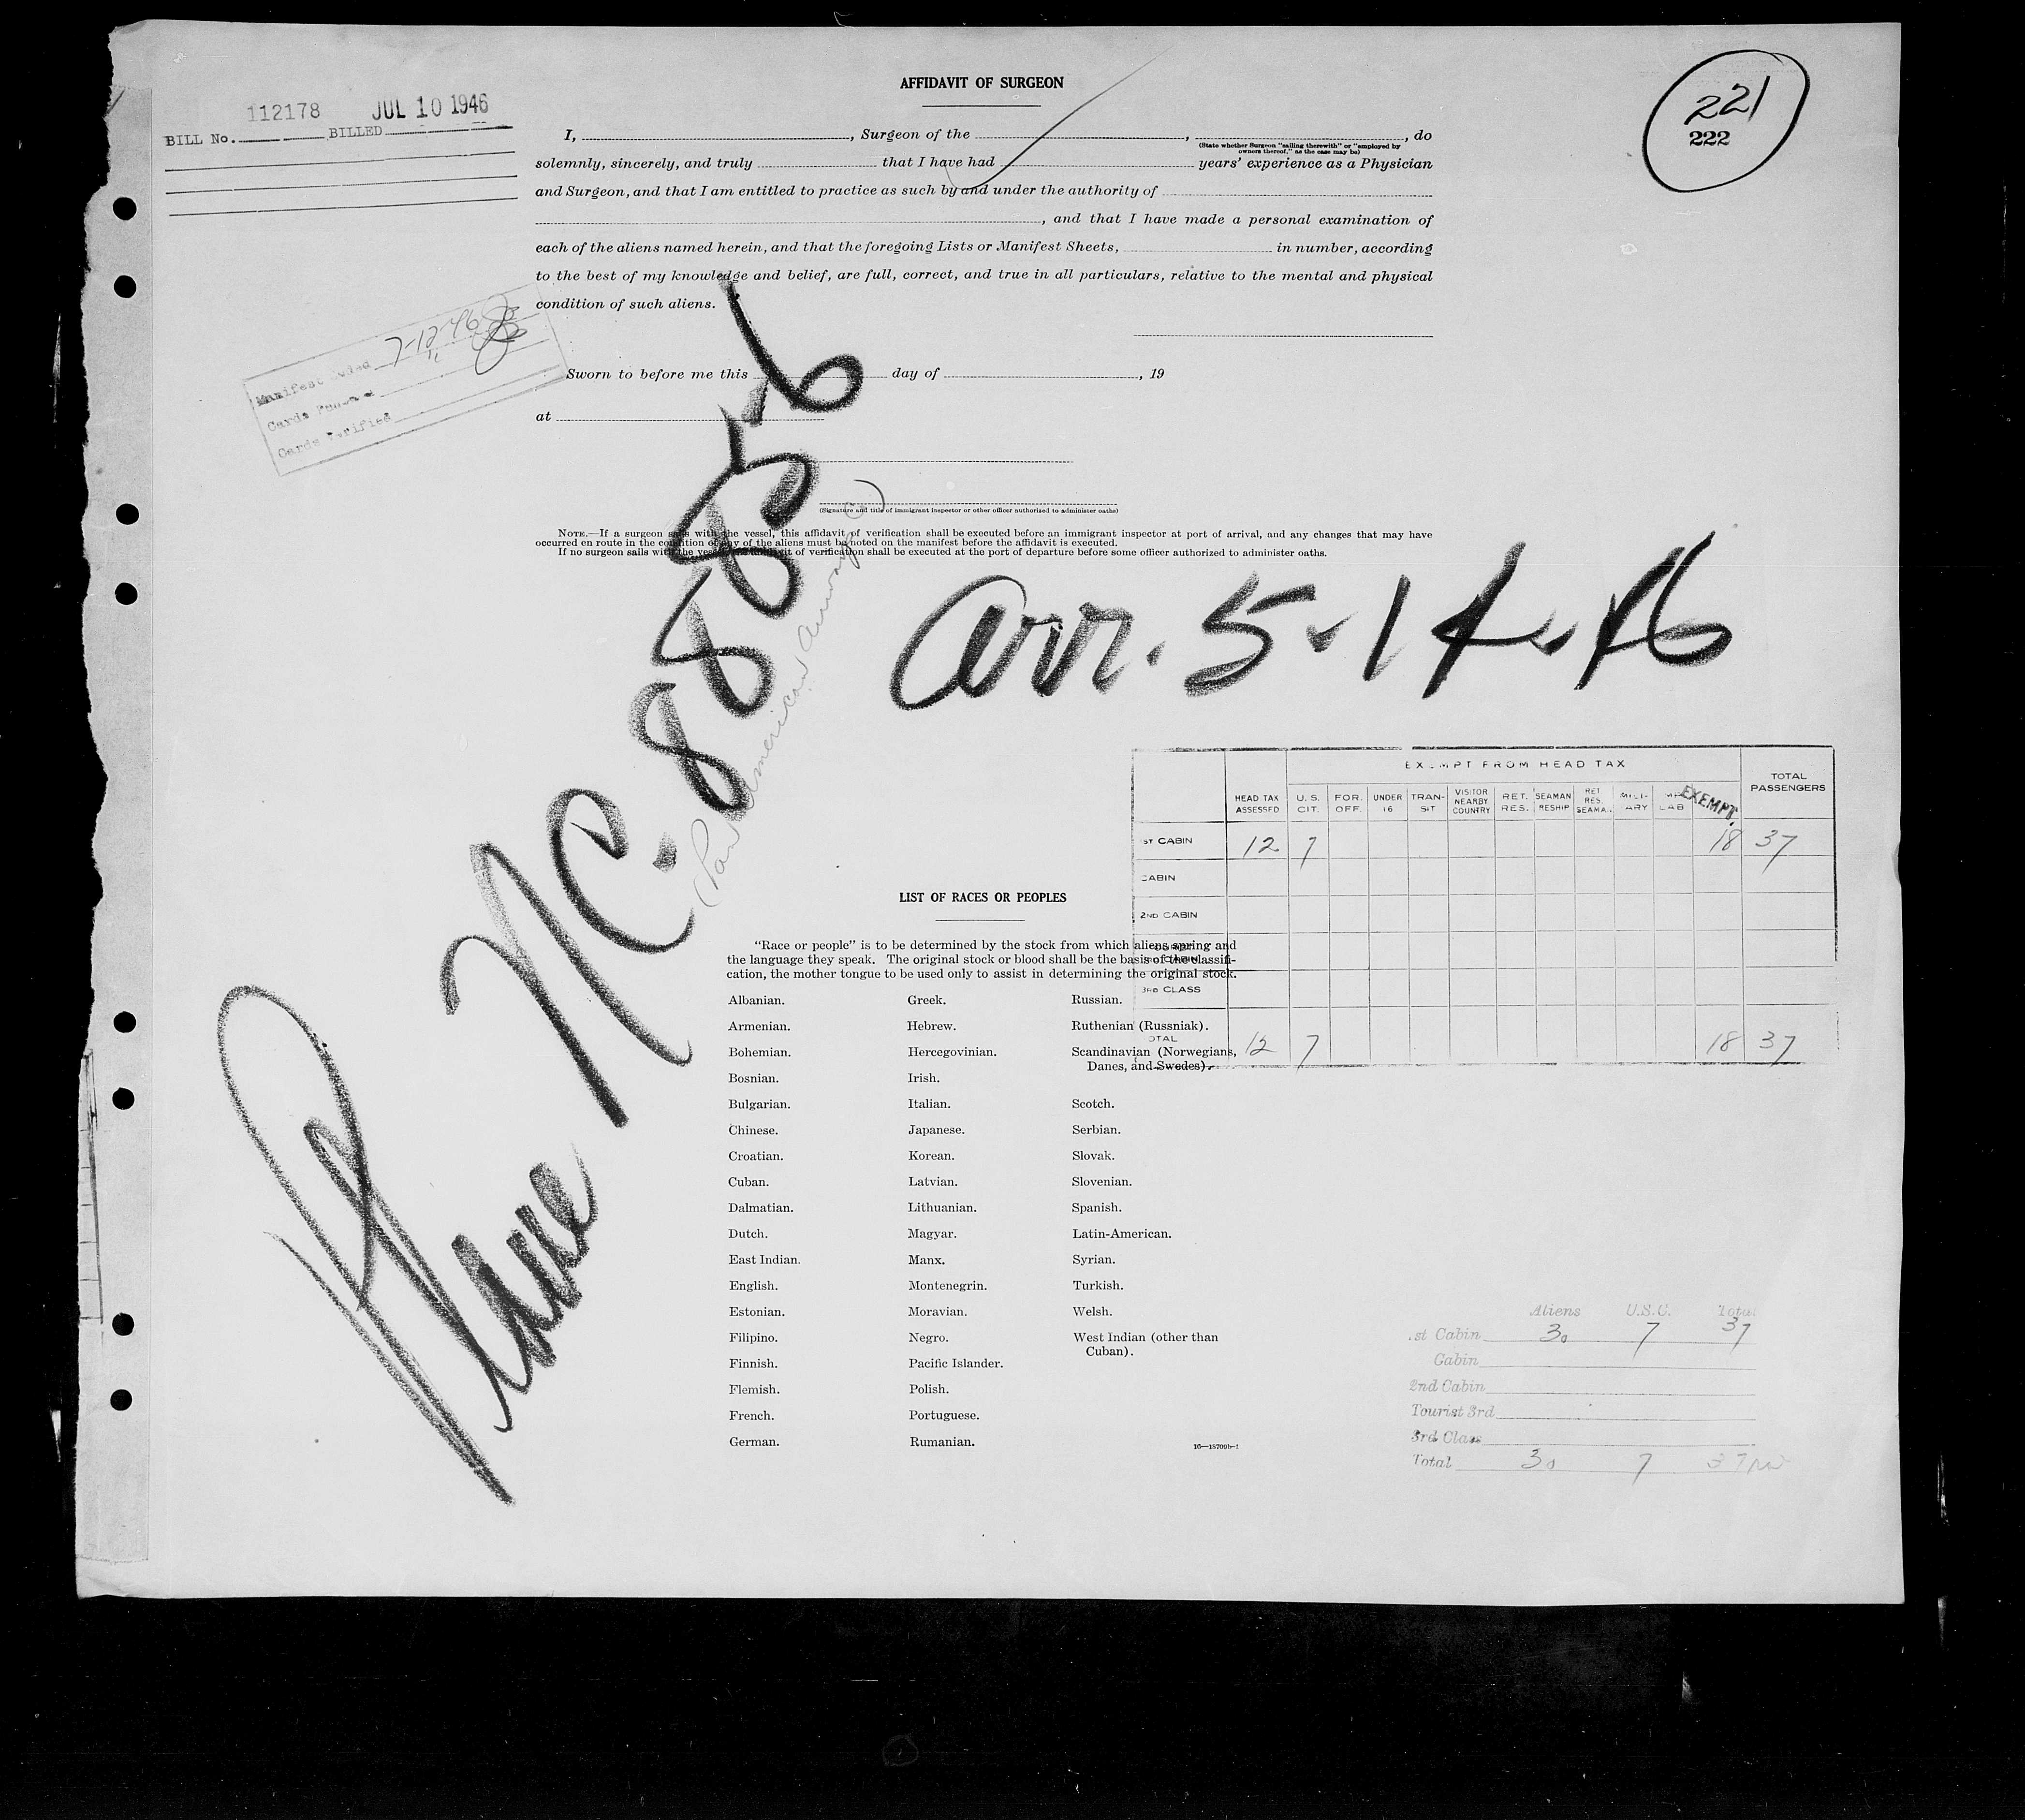 AFFIDAVIT OF SURGEON
112178 JUL 10 1946
BILL No. BILLED
221
222
I, , Surgeon of the , , do
(State whether Surgeon "sailing therewith" or "employed by
owners thereof," as the case may be)
solemnly, sincerely, and truly that I have had years' experience as a Physician
and Surgeon, and that I am entitled to practice as such by and under the authority of
, and that I have made a personal examination of
each of the aliens named herein, and that the foregoing Lists or Manifest Sheets, in number, according
to the best of my knowledge and belief, are full, correct, and true in all particulars, relative to the mental and physical
condition of such aliens.
Manifest 7-12-46
Cards
Cards Verified
Sworn to before me this day of , 19
at
(Signature and title of immigrant inspector or other officer authorized to administer oaths)
NOTE.—If a surgeon sails with the vessel, this affidavit of verification shall be executed before an immigrant inspector at port of arrival, and any changes that may have
occurred en route in the condition of any of the aliens must be noted on the manifest before the affidavit is executed.
If no surgeon sails with the vessel, the affidavit of verification shall be executed at the port of departure before some officer authorized to administer oaths.
Plane NC-88856
(Pan American Airways Co)
arr. 5-14-46
EXEMPT FROM HEAD TAX
HEAD TAX ASSESSED U.S. CIT. FOR. OFF. UNDER 16 TRAN-SIT VISITOR NEARBY COUNTRY RET. RES. SEAMAN RESHIP RET. RES. SEAMA. MILI-ARY LAB EXEMPT. TOTAL PASSENGERS
1ST CABIN 12 7 18 37
CABIN
2ND CABIN
3RD CLASS
TOTAL 12 7 18 37
LIST OF RACES OR PEOPLES
"Race or people" is to be determined by the stock from which aliens spring and
the language they speak. The original stock or blood shall be the basis of the classifi-
cation, the mother tongue to be used only to assist in determining the original stock.
Albanian. Greek. Russian.
Armenian. Hebrew. Ruthenian (Russniak).
Bohemian. Hercegovinian. Scandinavian (Norwegians,
Danes, and Swedes).
Bosnian. Irish.
Bulgarian. Italian. Scotch.
Chinese. Japanese. Serbian.
Croatian. Korean. Slovak.
Cuban. Latvian. Slovenian.
Dalmatian. Lithuanian. Spanish.
Dutch. Magyar. Latin-American.
East Indian. Manx. Syrian.
English. Montenegrin. Turkish.
Estonian. Moravian. Welsh.
Filipino. Negro. West Indian (other than
Cuban).
Finnish. Pacific Islander.
Flemish. Polish.
French. Portuguese.
German. Rumanian.
16—18709b-1
Aliens U.S.C. Total
1st Cabin 30 7 37
Cabin
2nd Cabin
Tourist 3rd
3rd Class
Total 30 7 37